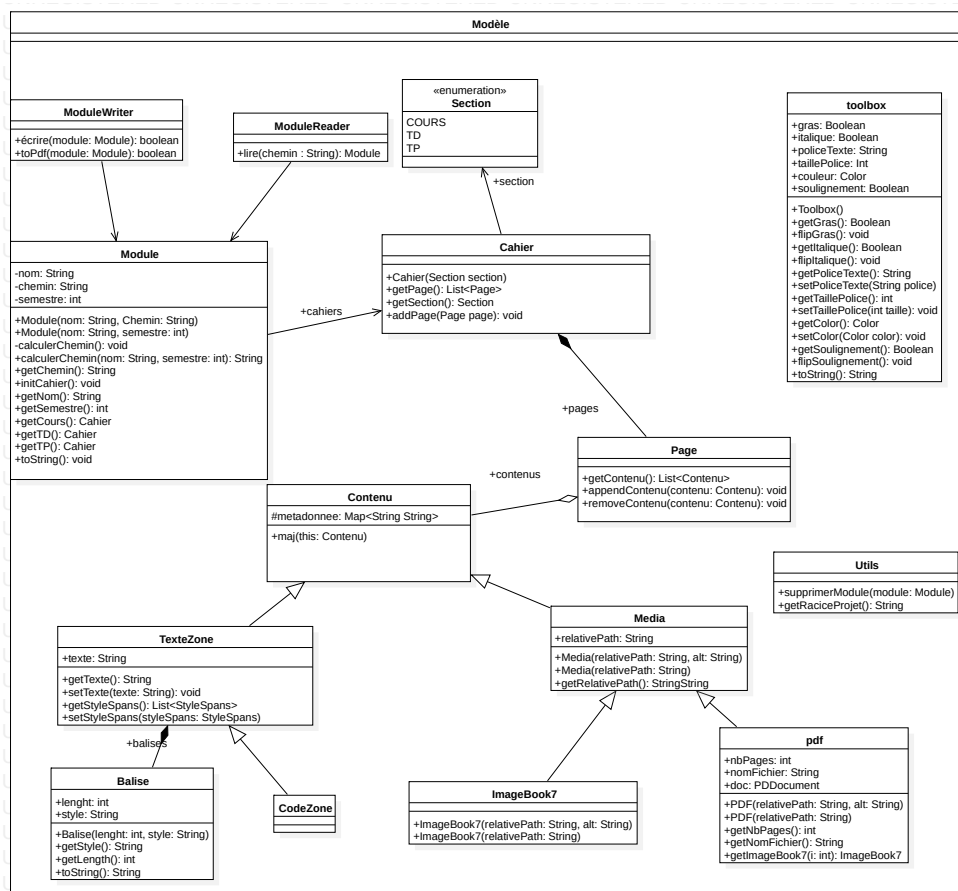 Modèle
ModuleWriter
+écrire(module: Module): boolean
+toPdf(module: Module): boolean
ModuleReader
+lire(chemin : String): Module
«enumeration»
Section
COURS
TD
TP
toolbox
+gras: Boolean
+italique: Boolean
+policeTexte: String
+taillePolice: Int
+couleur: Color
+soulignement: Boolean
+Toolbox()
+getGras(): Boolean
+flipGras(): void
+getItalique(): Boolean
+flipItalique(): void
+getPoliceTexte(): String
+setPoliceTexte(String police)
+getTaillePolice(): int
+setTaillePolice(int taille): void
+getColor(): Color
+setColor(Color color): void
+getSoulignement(): Boolean
+flipSoulignement(): void
+toString(): String
+section
Module
-nom: String
-chemin: String
-semestre: int
+Module(nom: String, Chemin: String)
+Module(nom: String, semestre: int)
-calculerChemin(): void
+calculerChemin(nom: String, semestre: int): String
+getChemin(): String
+initCahier(): void
+getNom(): String
+getSemestre(): int
+getCours(): Cahier
+getTD(): Cahier
+getTP(): Cahier
+toString(): void
+cahiers
Cahier
+Cahier(Section section)
+getPage(): List<Page>
+getSection(): Section
+addPage(Page page): void
+pages
Page
+getContenu(): List<Contenu>
+appendContenu(contenu: Contenu): void
+removeContenu(contenu: Contenu): void
+contenus
Contenu
#metadonnee: Map<String String>
+maj(this: Contenu)
Utils
+supprimerModule(module: Module)
+getRaciceProjet(): String
TexteZone
+texte: String
+getTexte(): String
+setTexte(texte: String): void
+getStyleSpans(): List<StyleSpans>
+setStyleSpans(styleSpans: StyleSpans)
Media
+relativePath: String
+Media(relativePath: String, alt: String)
+Media(relativePath: String)
+getRelativePath(): StringString
+balises
Balise
+lenght: int
+style: String
+Balise(lenght: int, style: String)
+getStyle(): String
+getLength(): int
+toString(): String
CodeZone
ImageBook7
+ImageBook7(relativePath: String, alt: String)
+ImageBook7(relativePath: String)
pdf
+nbPages: int
+nomFichier: String
+doc: PDDocument
+PDF(relativePath: String, alt: String)
+PDF(relativePath: String)
+getNbPages(): int
+getNomFichier(): String
+getImageBook7(i: int): ImageBook7